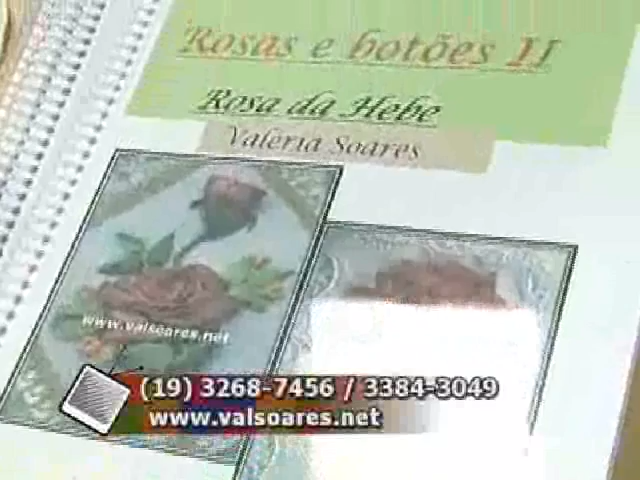 Rosas e botões II
Rosa da Hebe
Valéria Soares
www.valsoares.net
(19) 3268-7456 / 3384-3049
www.valsoares.net